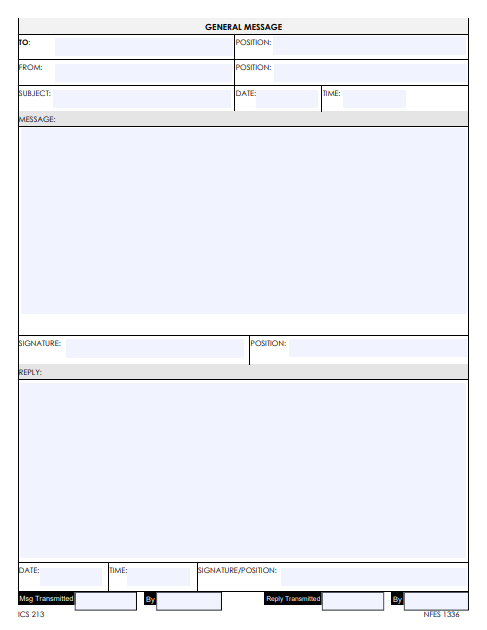 GENERAL MESSAGE
TO: POSITION:
FROM: POSITION:
SUBJECT: DATE: TIME:
MESSAGE:
SIGNATURE: POSITION:
REPLY:
DATE: TIME: SIGNATURE/POSITION:
Msg Transmitted By Reply Transmitted By
ICS 213 NFES 1336